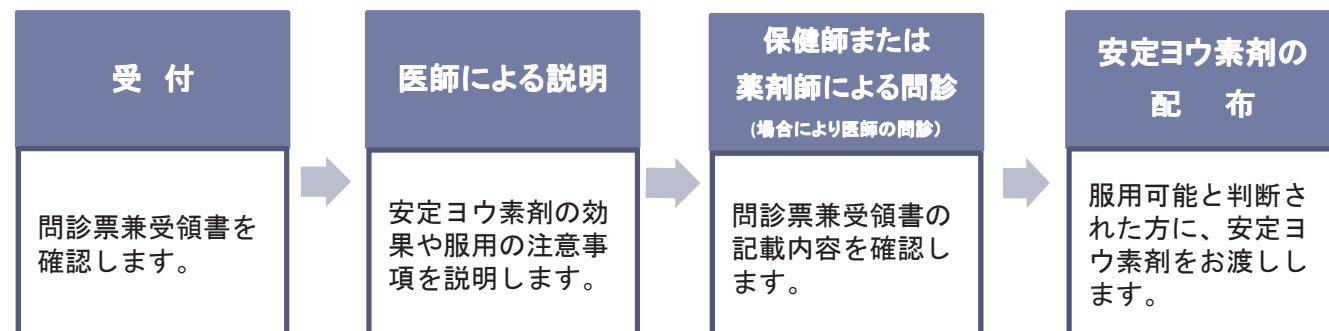 受 付
問診票兼受領書を
確認します。
医師による説明
安定ヨウ素剤の効
果や服用の注意事
項を説明します。
保健師または
薬剤師による問診
(場合により医師の問診)
問診票兼受領書の
記載内容を確認し
ます。
安定ヨウ素剤の
配 布
服用可能と判断さ
れた方に、安定ヨ
ウ素剤をお渡しし
ます。